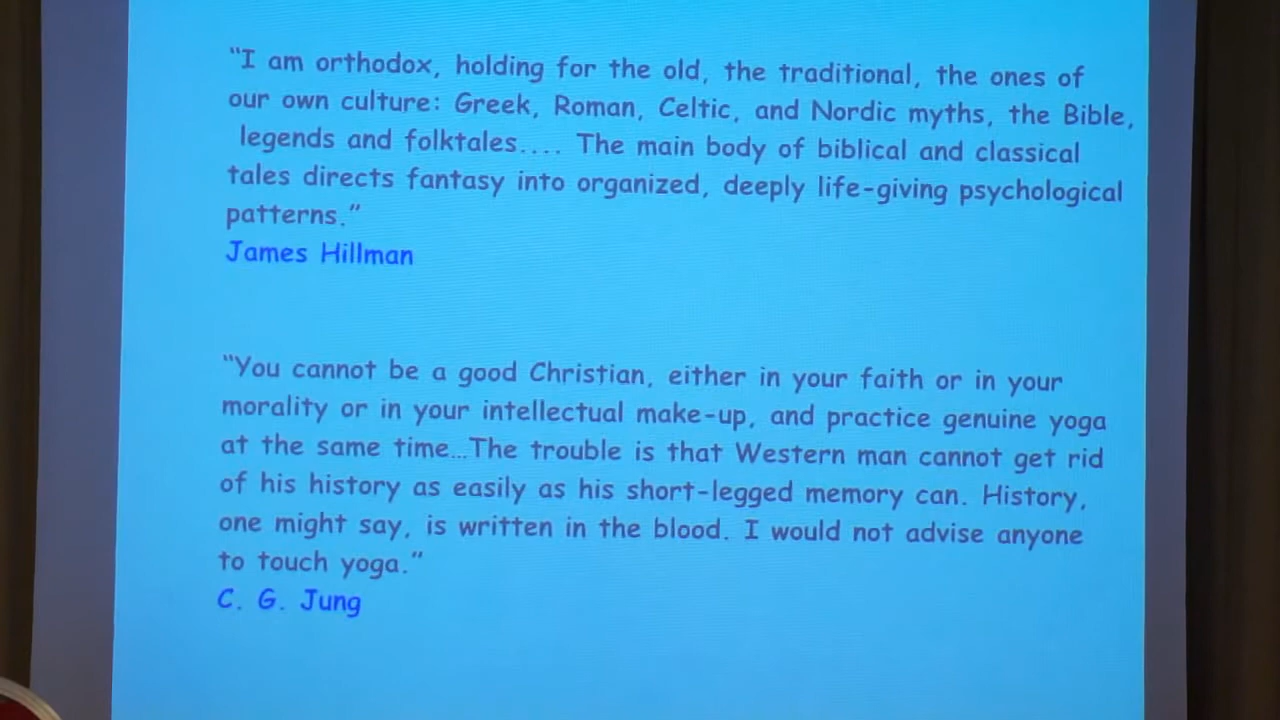 “I am orthodox, holding for the old, the traditional, the ones of
our own culture: Greek, Roman, Celtic, and Nordic myths, the Bible,
legends and folktales.... The main body of biblical and classical
tales directs fantasy into organized, deeply life-giving psychological
patterns.”
James Hillman
“You cannot be a good Christian, either in your faith or in your
morality or in your intellectual make-up, and practice genuine yoga
at the same time…The trouble is that Western man cannot get rid
of his history as easily as his short-legged memory can. History,
one might say, is written in the blood. I would not advise anyone
to touch yoga.”
C. G. Jung